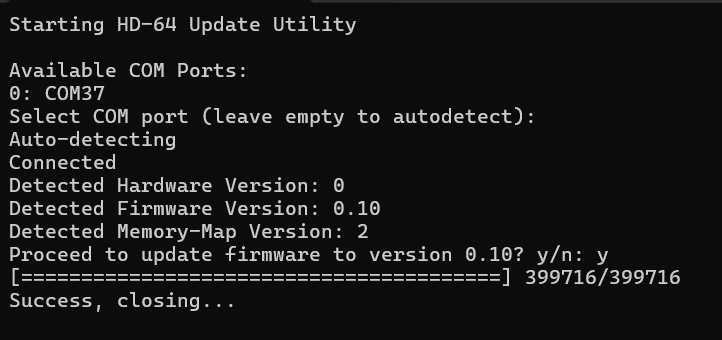 Starting HD-64 Update Utility
Available COM Ports:
0: COM37
Select COM port (leave empty to autodetect):
Auto-detecting
Connected
Detected Hardware Version: 0
Detected Firmware Version: 0.10
Detected Memory-Map Version: 2
Proceed to update firmware to version 0.10? y/n: y
[========================================] 399716/399716
Success, closing...